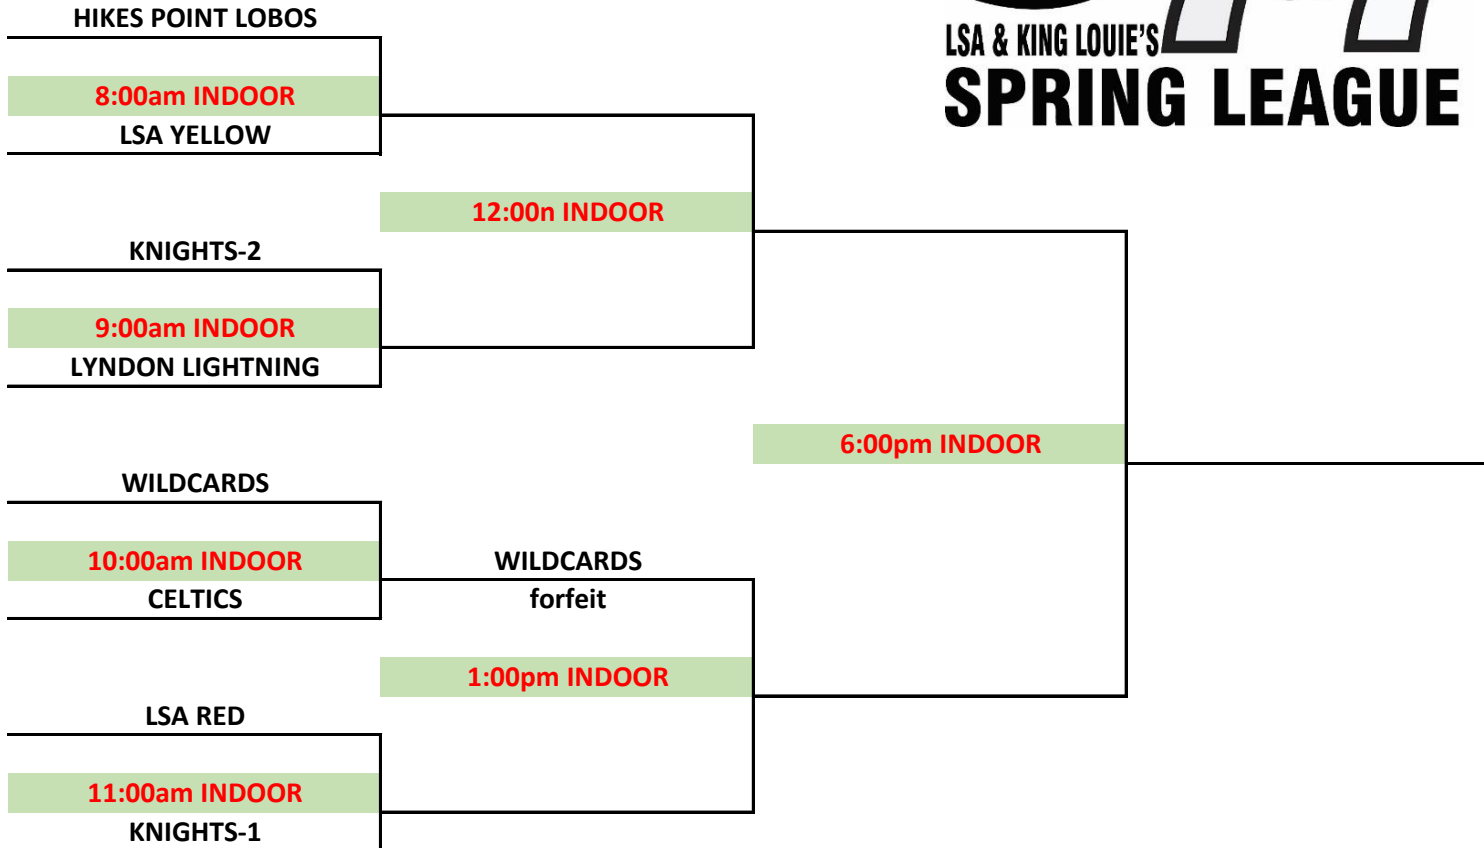 HIKES POINT LOBOS
LSA & KING LOUIE'S
SPRING LEAGUE
8:00am INDOOR
LSA YELLOW
12:00n INDOOR
KNIGHTS-2
9:00am INDOOR
LYNDON LIGHTNING
6:00pm INDOOR
WILDCARDS
10:00am INDOOR
WILDCARDS
CELTICS
forfeit
1:00pm INDOOR
LSA RED
11:00am INDOOR
KNIGHTS-1